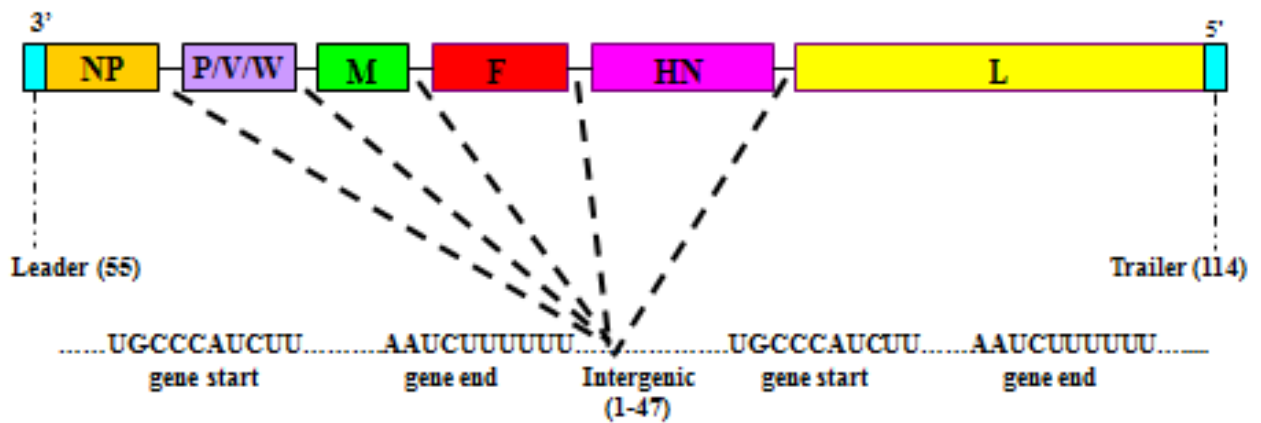 3’ 5'
NP P/V/W M F HN L
Leader (55) Trailer (114)
......UGCCCAUCUU..........AAUCUUUUUU.................UGCCCAUCUU......AAUCUUUUUU......
gene start gene end Intergenic gene start gene end
(1-47)